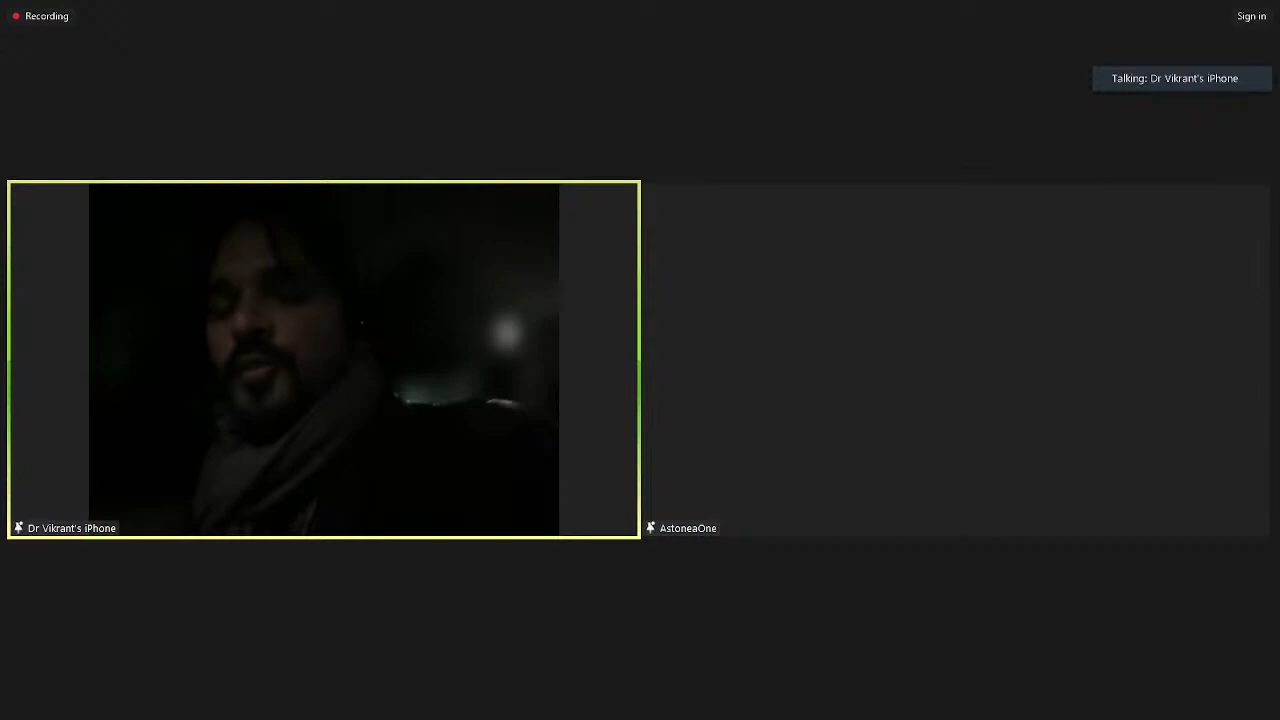 Recording
Sign in
Talking: Dr Vikrant's iPhone
Dr Vikrant's iPhone
AstoneaOne